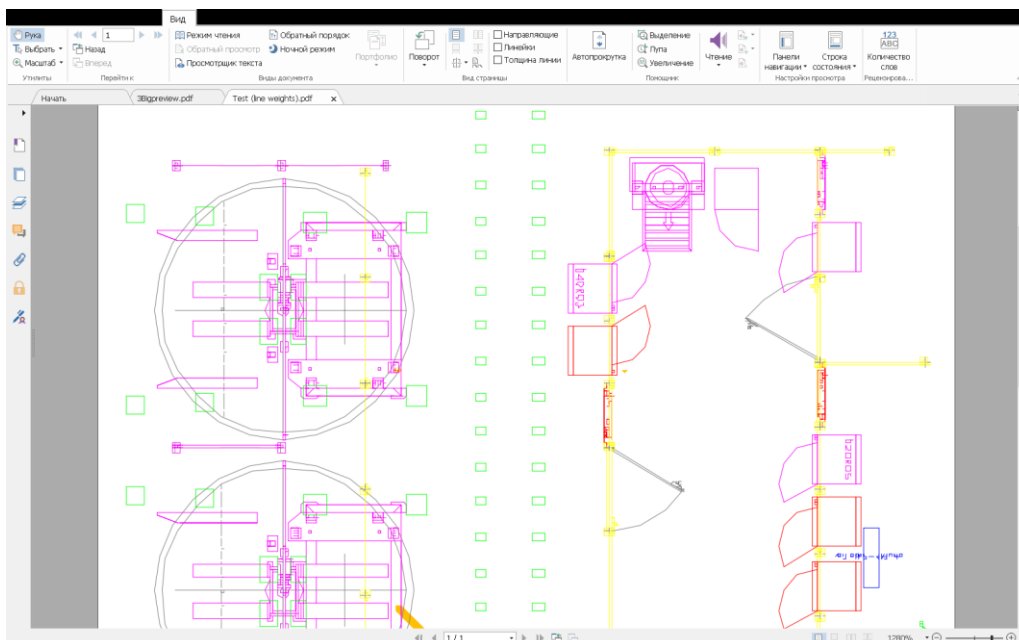 Вид
Рука
Выбрать
Масштаб
Утилиты
1
Назад
Вперед
Перейти к
Режим чтения
Обратный просмотр
Просмотрщик текста
Обратный порядок
Ночной режим
Виды документа
Портфолио
Поворот
Направляющие
Линейки
Толщина линии
Вид страницы
Автопрокрутка
Выделение
Лупа
Увеличение
Помощник
Чтение
Панели
навигации
Строка
состояния
Настройки просмотра
123
ABC
Количество
слов
Рецензирова...
Начать
3Bigpreview.pdf
Test (line weights).pdf x
1 / 1
1280%